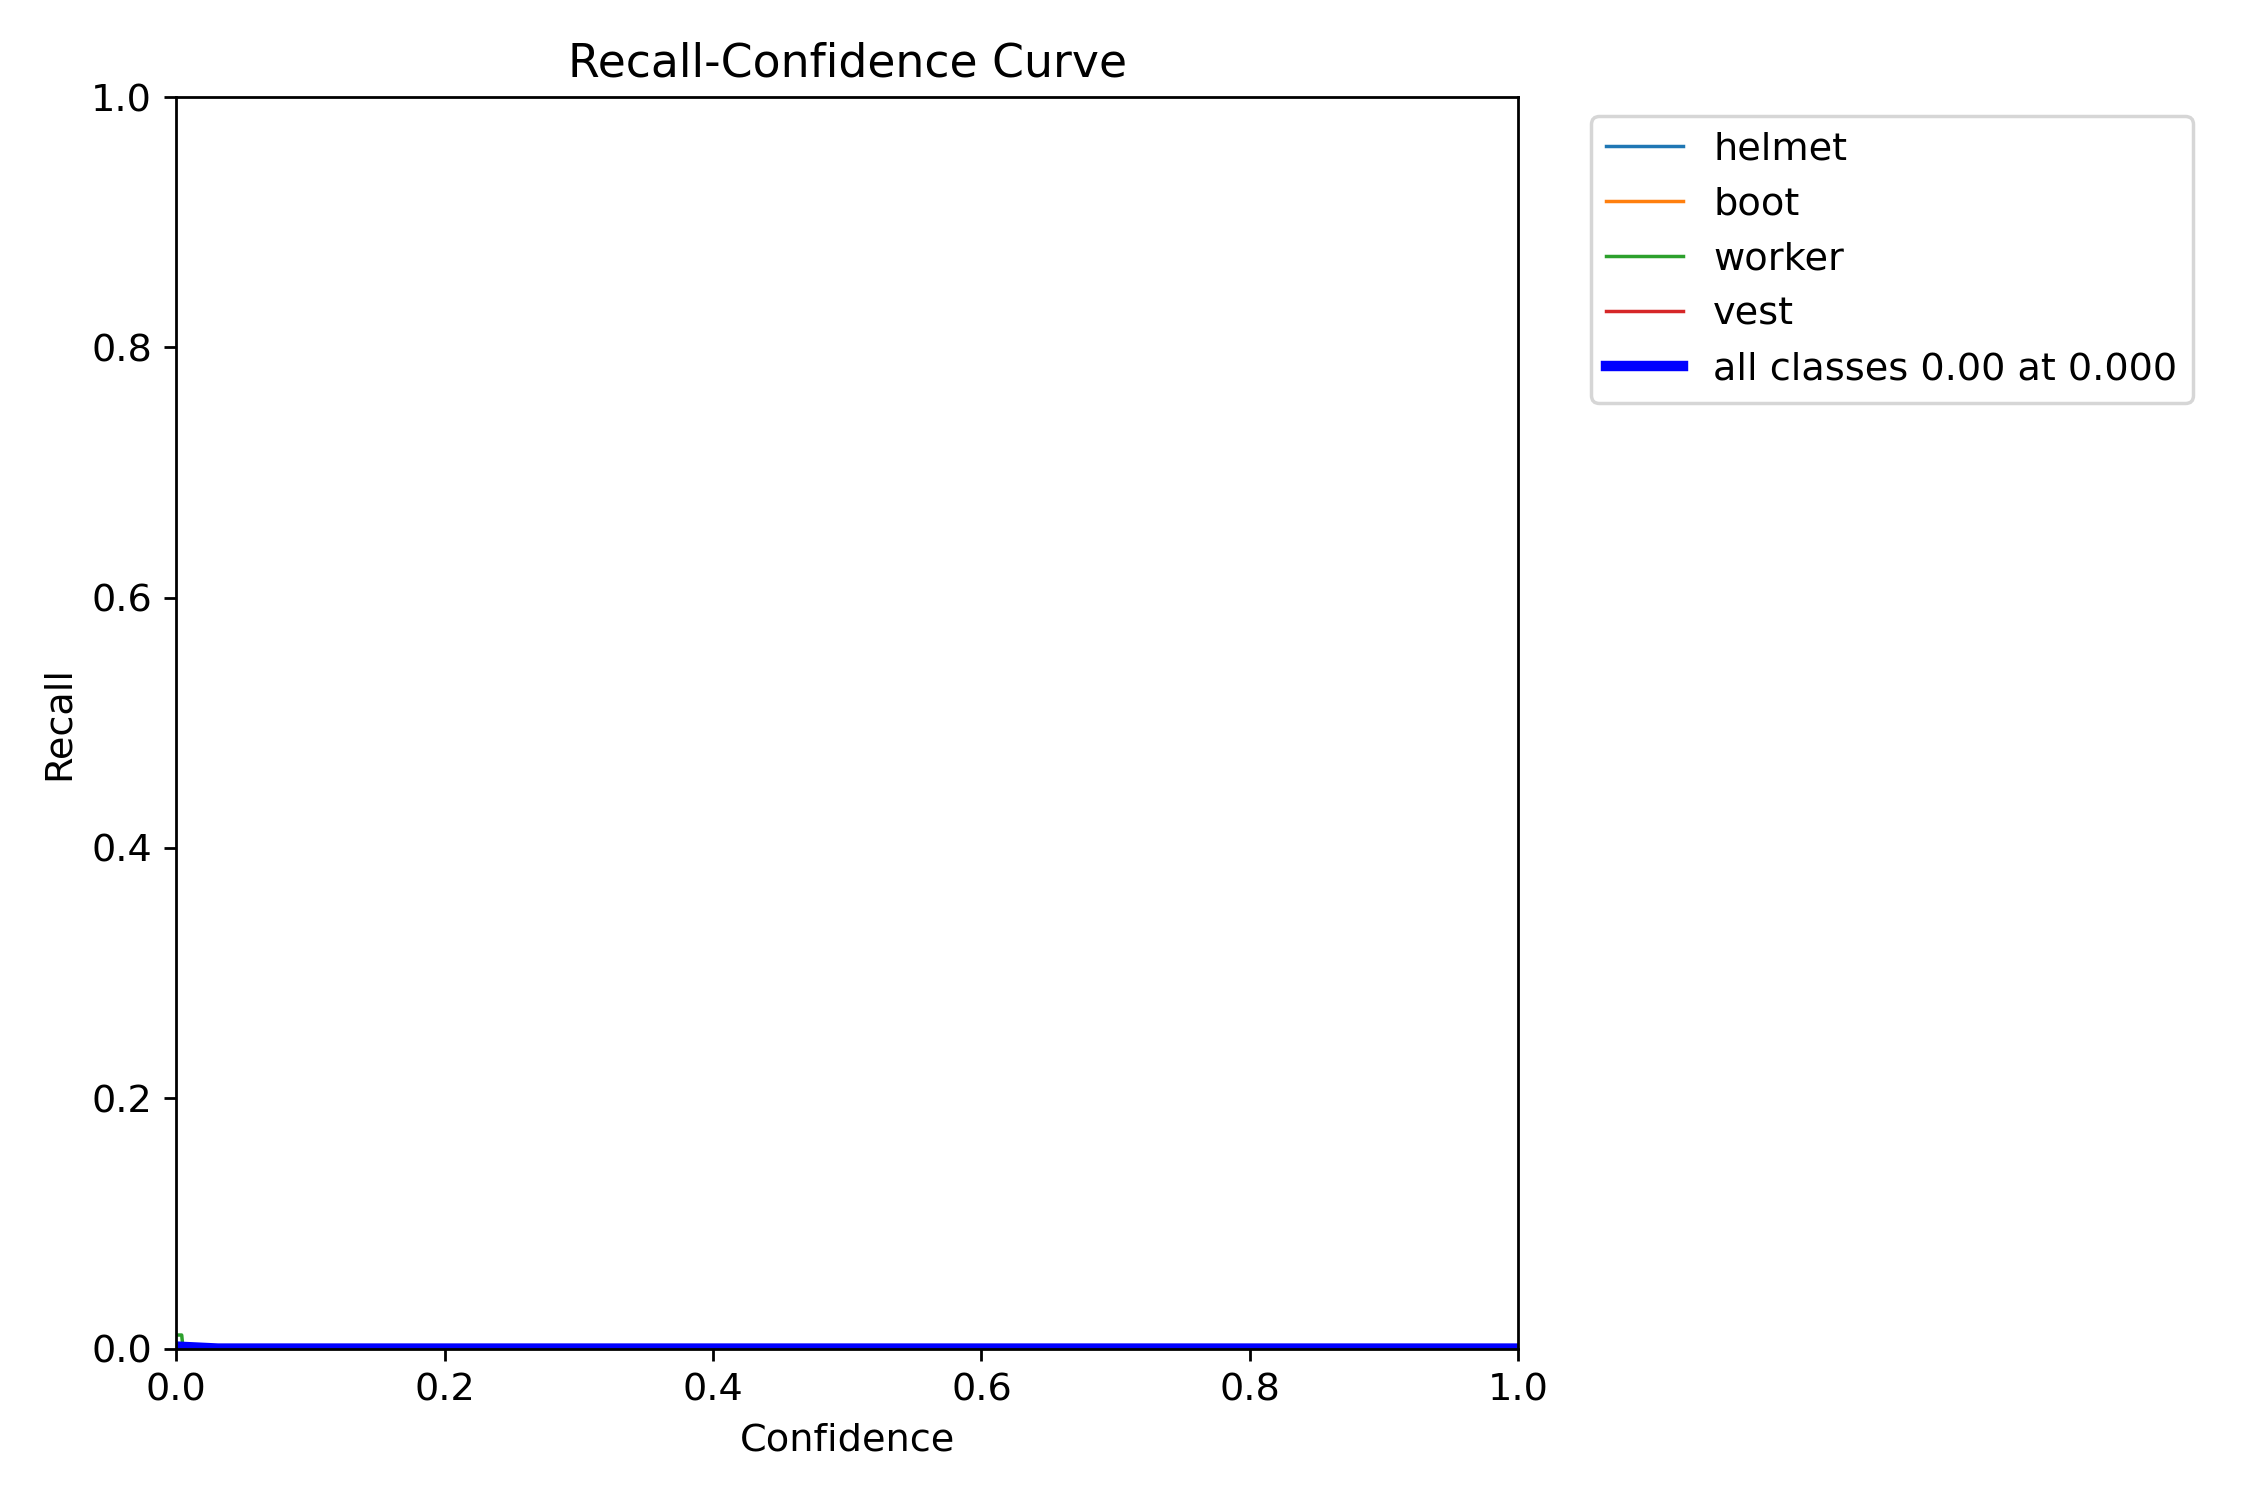 Recall-Confidence Curve
1.0
0.8
0.6
0.4
0.2
0.0
Recall
0.0 0.2 0.4 0.6 0.8 1.0
Confidence
helmet
boot
worker
vest
all classes 0.00 at 0.000